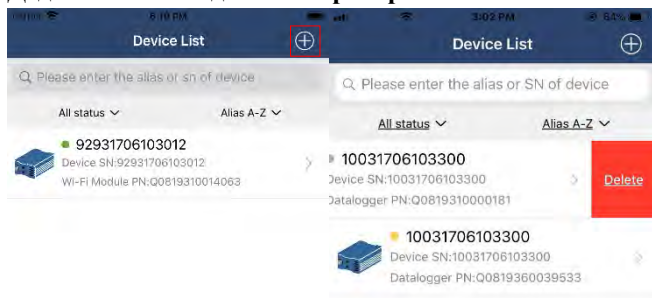 6:10 PM
Device List
Please enter the alias or sn of device
All status
Alias A-Z
92931706103012
Device SN:92931706103012
Wi-Fi Module PN:Q0819310014063
3:02 PM
64%
Device List
Please enter the alias or SN of device
All status
Alias A-Z
10031706103300
Device SN:10031706103300
Datalogger PN:Q0819310000181
Delete
10031706103300
Device SN:10031706103300
Datalogger PN:Q0819360039533